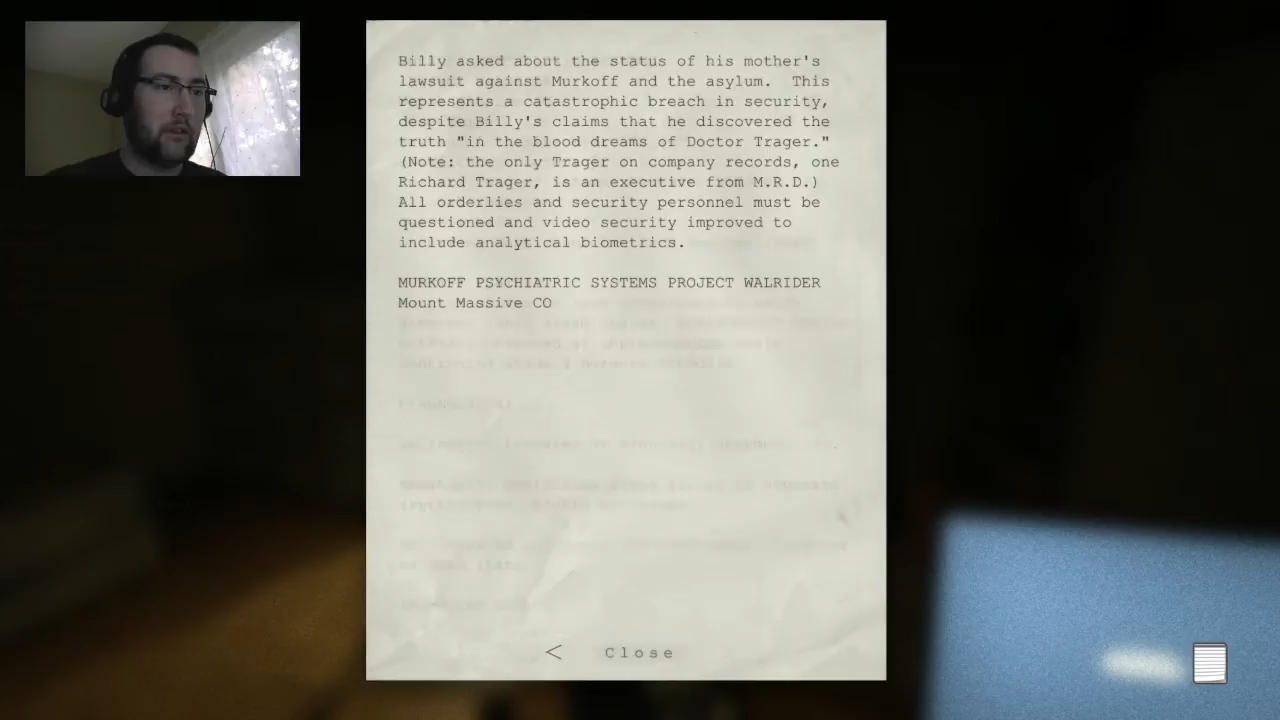 Billy asked about the status of his mother's
lawsuit against Murkoff and the asylum.  This
represents a catastrophic breach in security,
despite Billy's claims that he discovered the
truth "in the blood dreams of Doctor Trager."
(Note: the only Trager on company records, one
Richard Trager, is an executive from M.R.D.)
All orderlies and security personnel must be
questioned and video security improved to
include analytical biometrics.
MURKOFF PSYCHIATRIC SYSTEMS PROJECT WALRIDER
Mount Massive CO
< Close